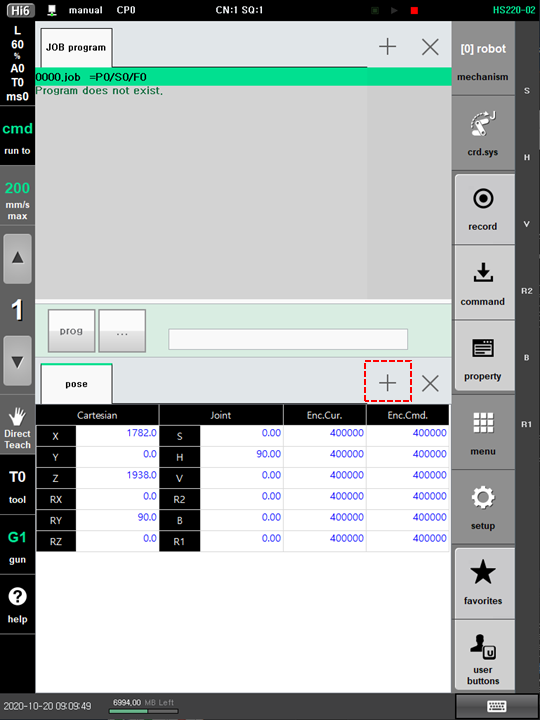 Hi6 manual CP0 CN:1 SQ:1 HS220-02
L
60
%
A0
T0
ms0
cmd
run to
200
mm/s
max
1
Direct
Teach
T0
tool
G1
gun
?
help
JOB program
0000.job =P0/S0/F0
Program does not exist.
prog ...
pose
Cartesian Joint Enc.Cur. Enc.Cmd.
X 1782.0 S 0.00 400000 400000
Y 0.0 H 90.00 400000 400000
Z 1938.0 V 0.00 400000 400000
RX 0.0 R2 0.00 400000 400000
RY 90.0 B 0.00 400000 400000
RZ 0.0 R1 0.00 400000 400000
[0] robot
mechanism
J
crd.sys
record
command
property
menu
setup
favorites
U
user
buttons
S
H
V
R2
B
R1
2020-10-20 09:09:49 6994,00 MB Left